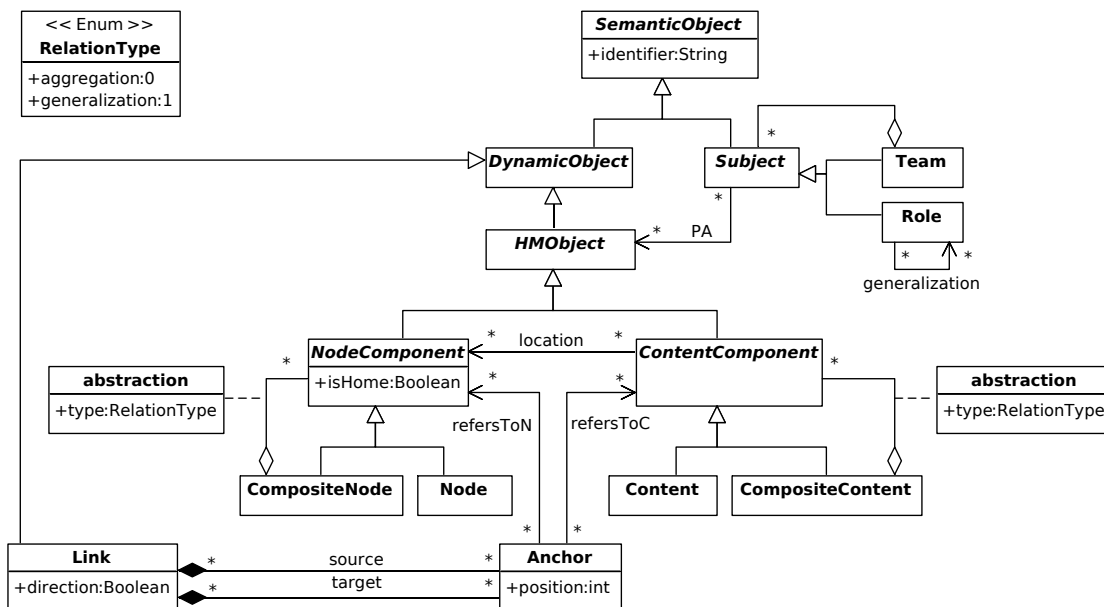 << Enum >>
RelationType
+aggregation:0
+generalization:1
SemanticObject
+identifier:String
DynamicObject
Subject
*
Team
Role
* *
generalization
*
PA
*
HMObject
NodeComponent
+isHome:Boolean
* location *
ContentComponent
*
abstraction
+type:RelationType
*
refersToN
*
refersToC
*
abstraction
+type:RelationType
CompositeNode
Node
Content
CompositeContent
* *
Link
+direction:Boolean
* source *
* target *
Anchor
+position:int